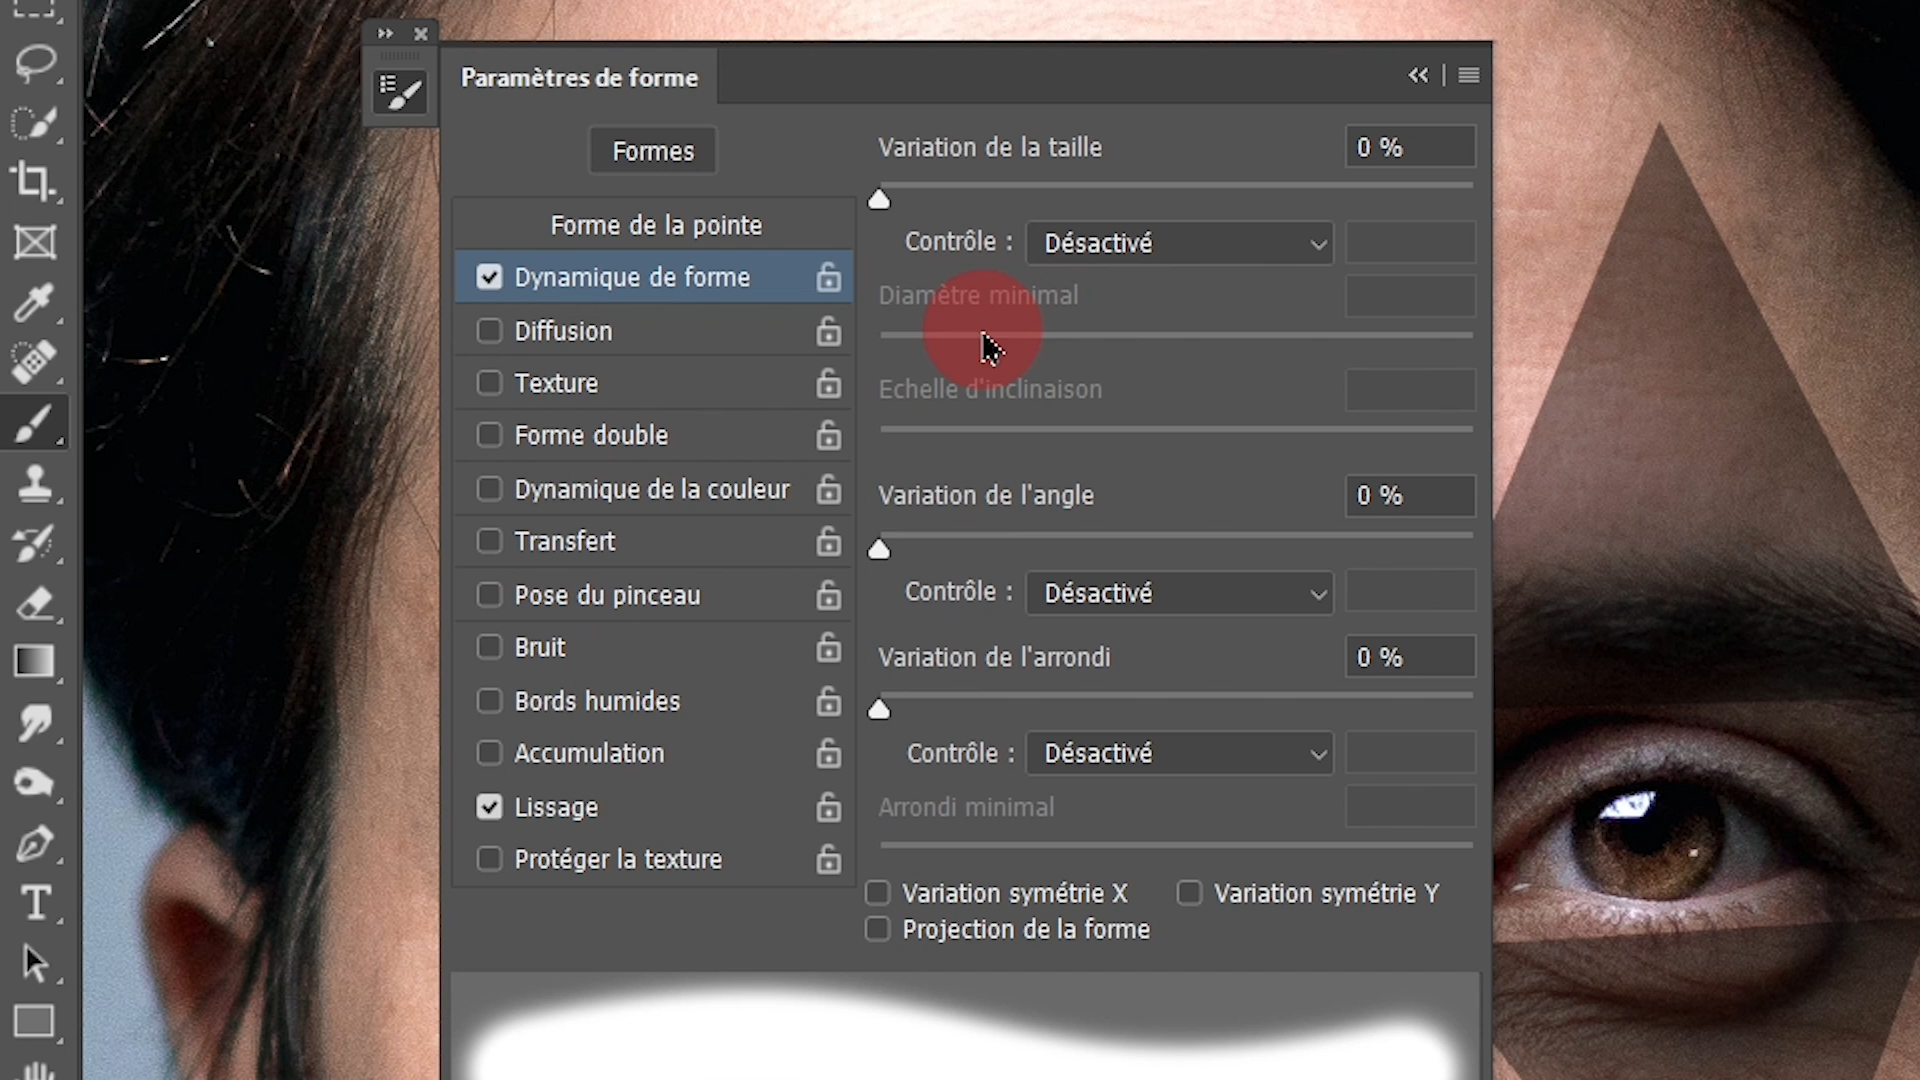 Paramètres de forme
Formes
Forme de la pointe
Dynamique de forme
Diffusion
Texture
Forme double
Dynamique de la couleur
Transfert
Pose du pinceau
Bruit
Bords humides
Accumulation
Lissage
Protéger la texture
Variation de la taille 0 %
Contrôle : Désactivé
Diamètre minimal
Echelle d'inclinaison
Variation de l'angle 0 %
Contrôle : Désactivé
Variation de l'arrondi 0 %
Contrôle : Désactivé
Arrondi minimal
Variation symétrie X Variation symétrie Y
Projection de la forme